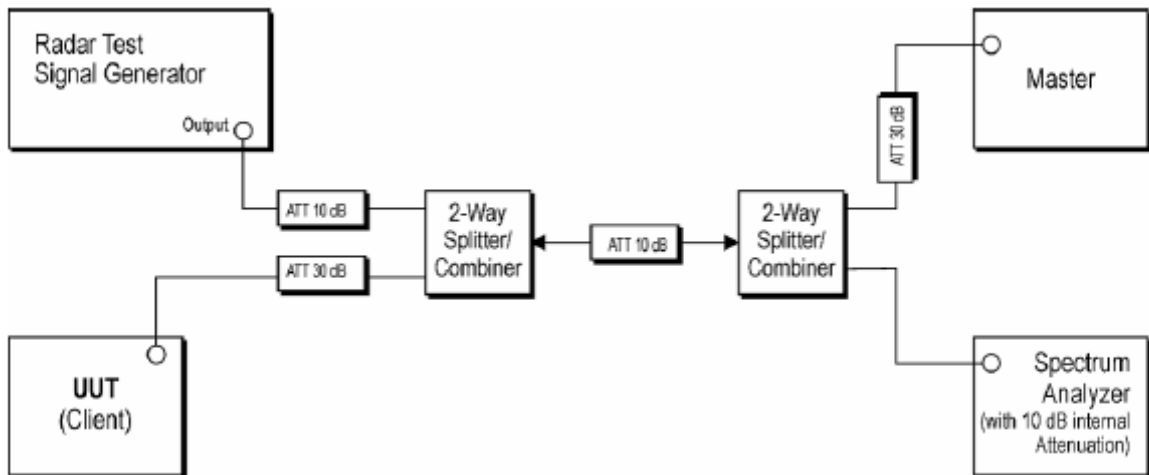 Radar Test
Signal Generator
Output
ATT 10 dB
ATT 30 dB
UUT
(Client)
2-Way
Splitter/
Combiner
ATT 10 dB
2-Way
Splitter/
Combiner
ATT 30 dB
Master
Spectrum
Analyzer
(with 10 dB internal
Attenuation)